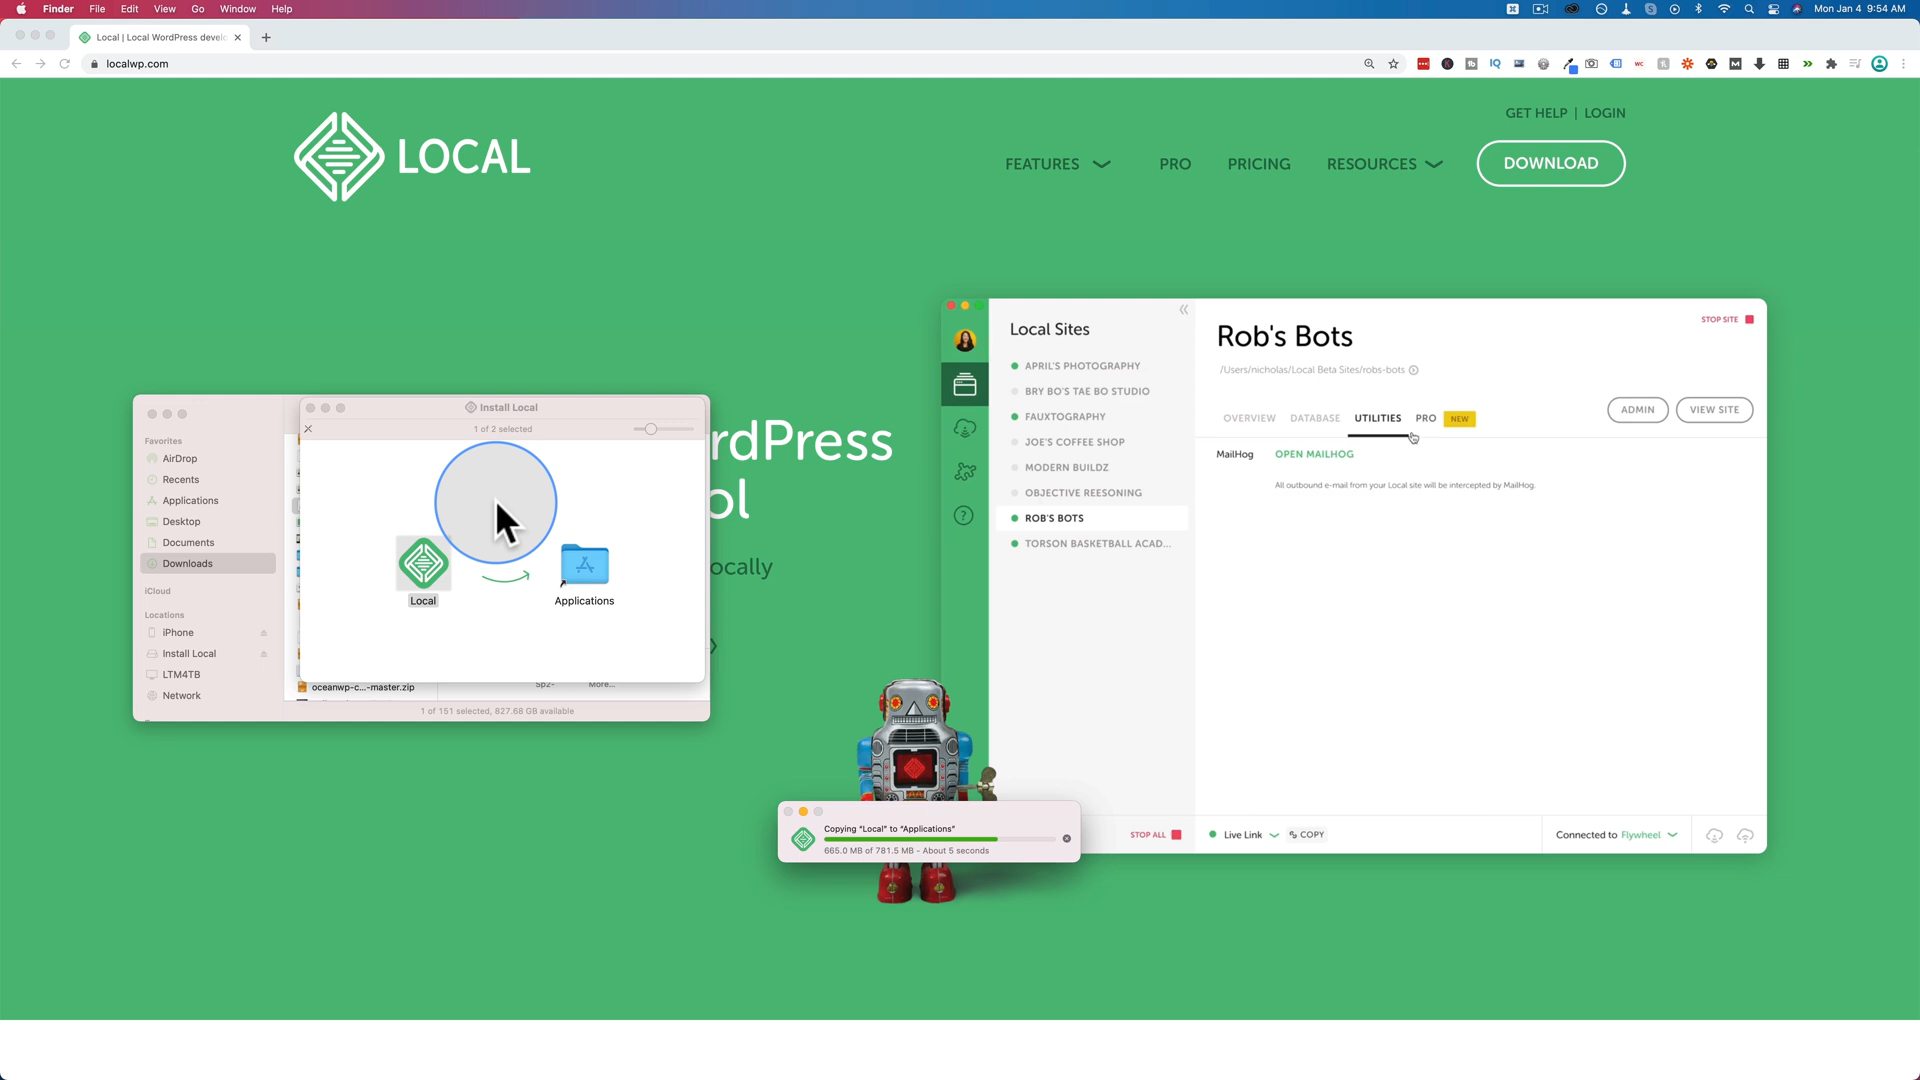 Finder File Edit View Go Window Help
Mon Jan 4 9:54 AM
Local | Local WordPress develo
localwp.com
GET HELP | LOGIN
LOCAL
FEATURES PRO PRICING RESOURCES DOWNLOAD
rdPress
ol
ocally
Favorites
AirDrop
Recents
Applications
Desktop
Documents
Downloads
iCloud
Locations
iPhone
Install Local
LTM4TB
Network
Install Local
1 of 2 selected
Local
Applications
oceanwp-c...-master.zip
More...
1 of 151 selected, 827.68 GB available
Local Sites
APRIL'S PHOTOGRAPHY
BRY BO'S TAE BO STUDIO
FAUXTOGRAPHY
JOE'S COFFEE SHOP
MODERN BUILDZ
OBJECTIVE REESONING
ROB'S BOTS
TORSON BASKETBALL ACAD...
STOP ALL
Rob's Bots
STOP SITE
/Users/nicholas/Local Beta Sites/robs-bots
OVERVIEW DATABASE UTILITIES PRO NEW
ADMIN VIEW SITE
MailHog OPEN MAILHOG
All outbound e-mail from your Local site will be intercepted by MailHog.
Live Link COPY
Connected to Flywheel
Copying “Local” to “Applications”
665.0 MB of 781.5 MB - About 5 seconds